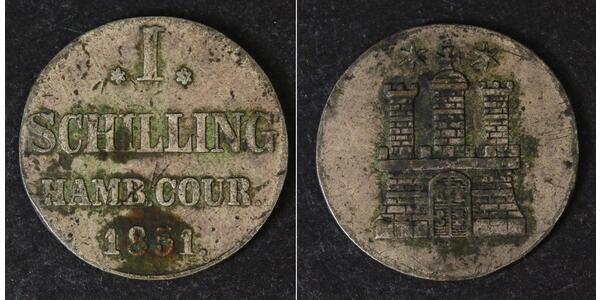 I
SCHILLING
HAMB. COUR.
1851.